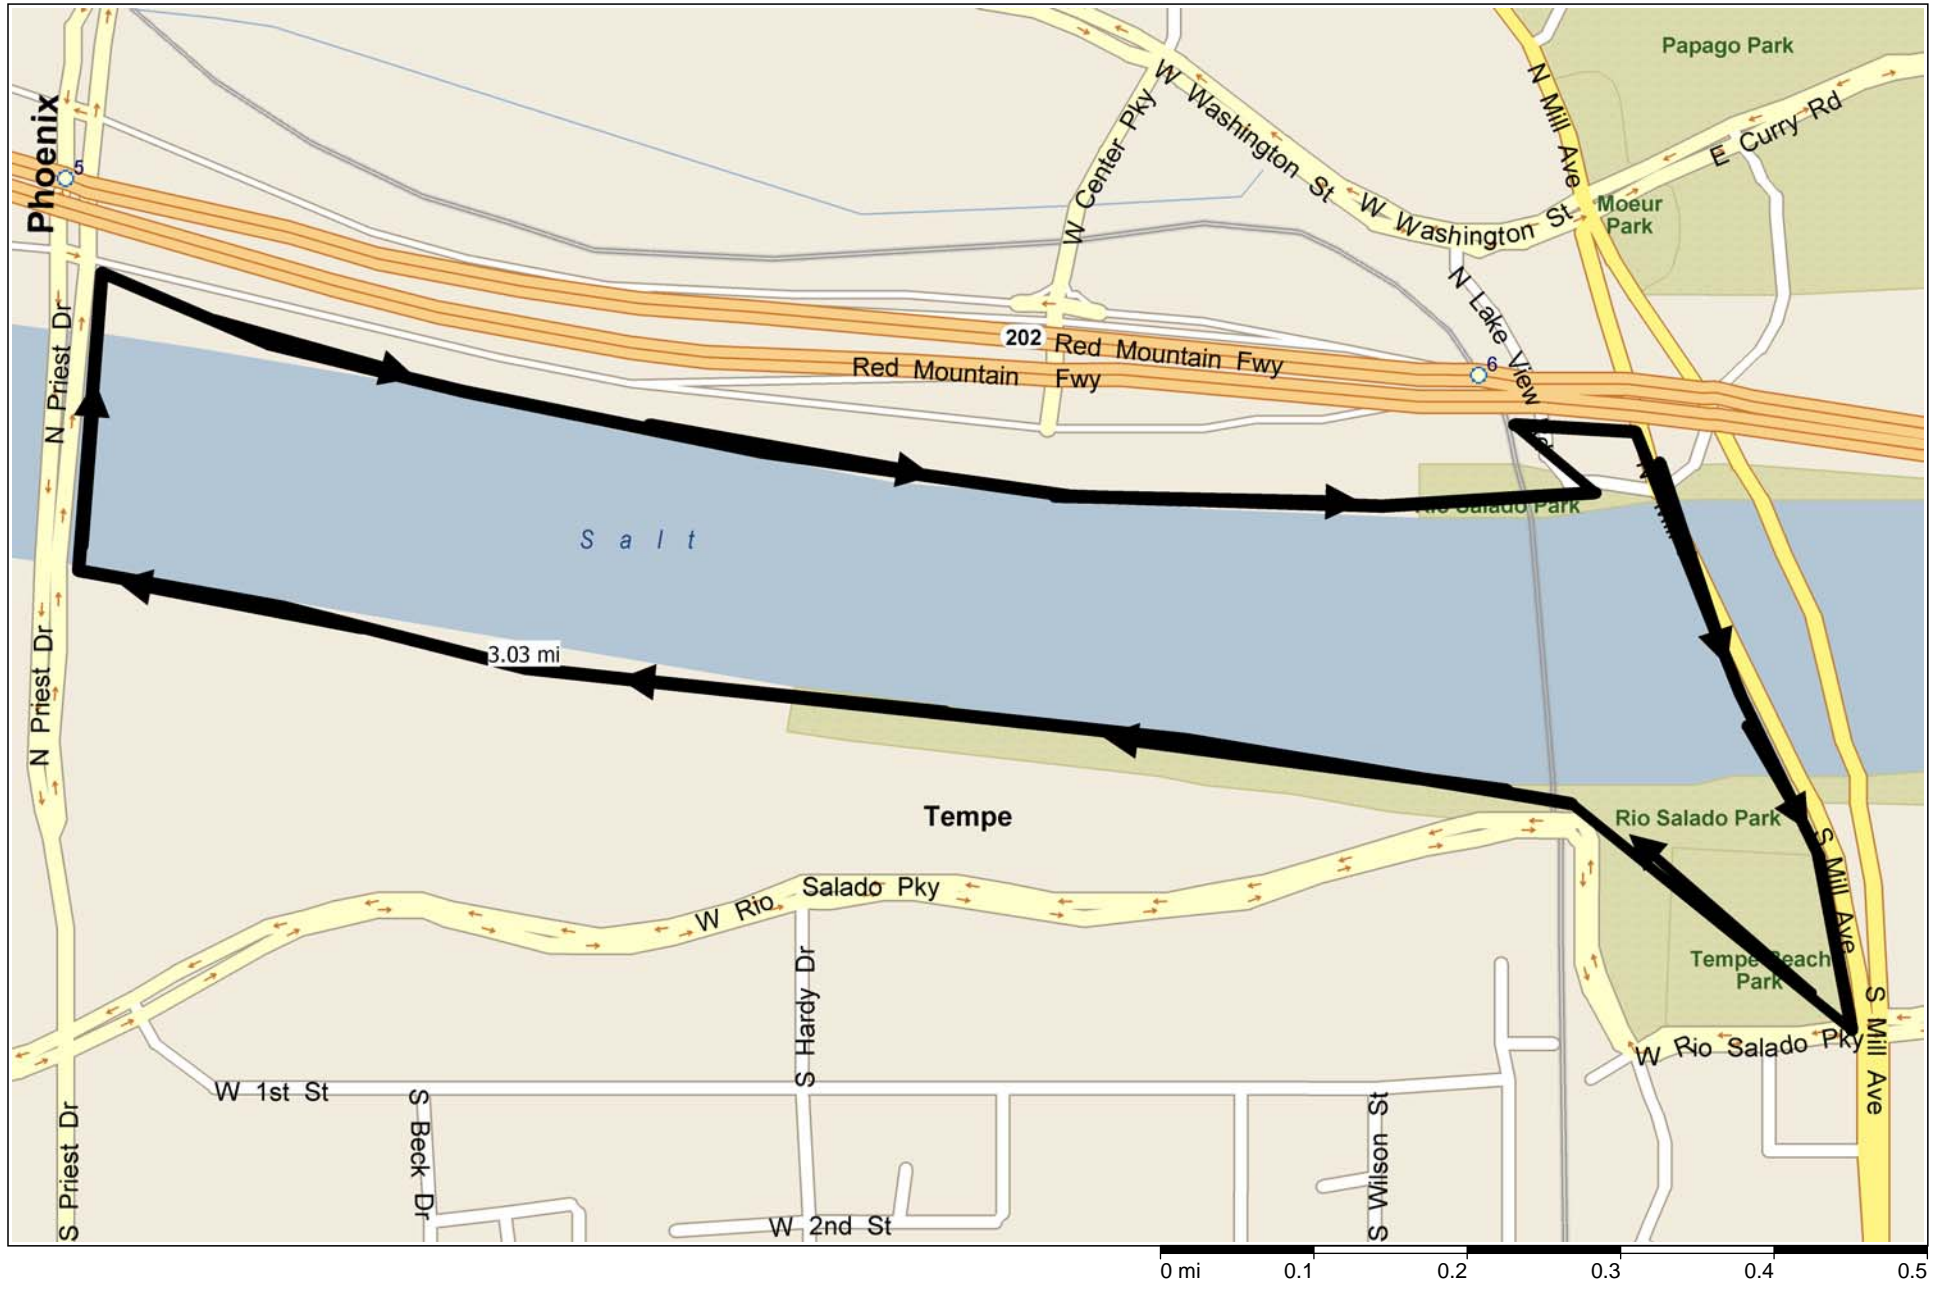 Papago Park
N Mill Ave
E Curry Rd
W Washington St
W Center Pky
Phoenix
5
W Washington St
Moeur
Park
N Lake View
N Priest Dr
202
Red Mountain Fwy
Red Mountain Fwy
6
Rio Salado Park
Salt
N Priest Dr
3.03 mi
Tempe
Rio Salado Park
S Mill Ave
W Rio Salado Pky
Tempe Beach
Park
S Hardy Dr
S Mill Ave
W Rio Salado Pky
W 1st St
S Beck Dr
S Wilson St
S Priest Dr
W 2nd St
0 mi 0.1 0.2 0.3 0.4 0.5